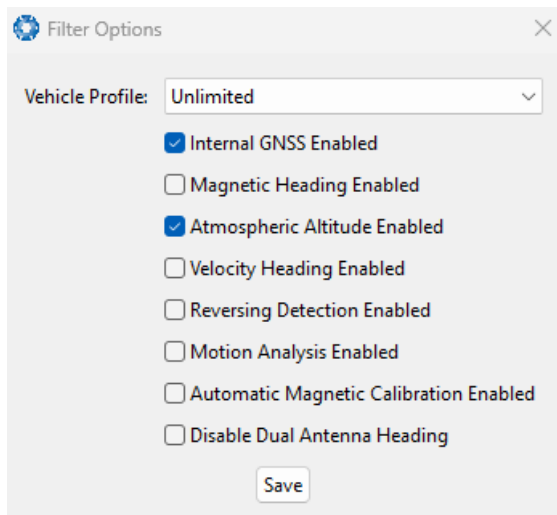 Filter Options
Vehicle Profile: Unlimited
Internal GNSS Enabled
Magnetic Heading Enabled
Atmospheric Altitude Enabled
Velocity Heading Enabled
Reversing Detection Enabled
Motion Analysis Enabled
Automatic Magnetic Calibration Enabled
Disable Dual Antenna Heading
Save